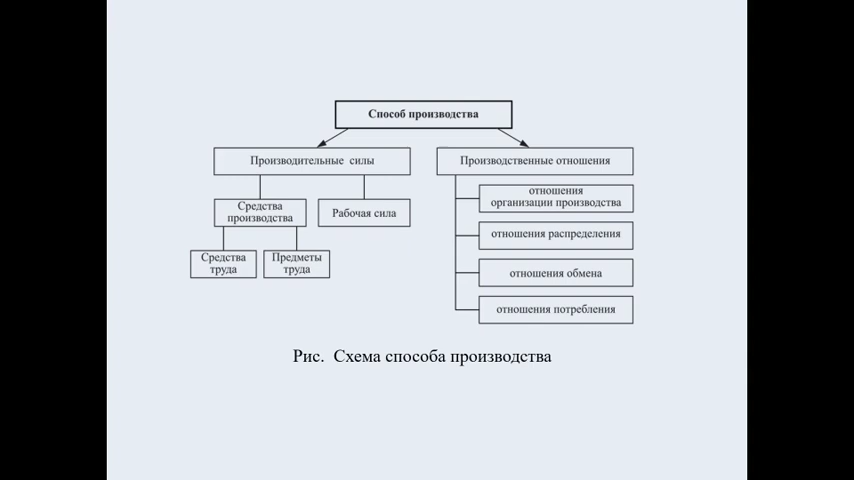 Способ производства
Производительные силы
Производственные отношения
Средства
производства
Рабочая сила
Средства
труда
Предметы
труда
отношения
организации производства
отношения распределения
отношения обмена
отношения потребления
Рис. Схема способа производства